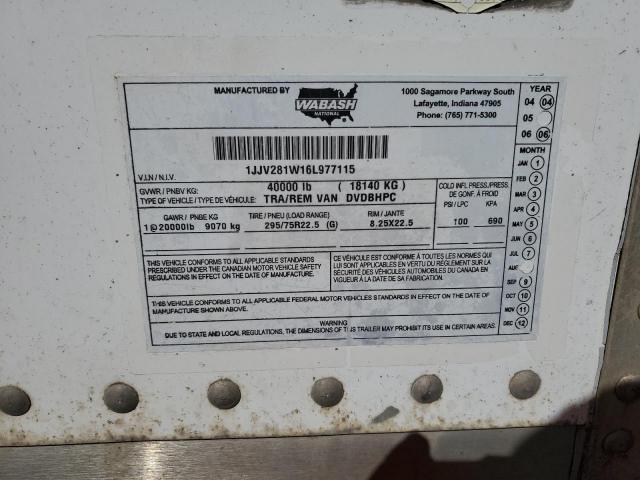 MANUFACTURED BY
WABASH
NATIONAL
1000 Sagamore Parkway South
Lafayette, Indiana 47905
Phone: (765) 771-5300
YEAR
04 04
05
06 06
1JJV281W16L977115
V.I.N / N.I.V.
GVWR / PNBV KG: 40000 lb ( 18140 KG )
TYPE OF VEHICLE / TYPE DE VÉHICULE: TRA/REM VAN DVDBHPC
COLD INFL PRESS./PRESS.
DE GONF. À FROID
PSI / LPC KPA
100 690
GAWR / PNBE KG TIRE / PNEU (LOAD RANGE) RIM / JANTE
1@20000lb 9070 kg 295/75R22.5 (G) 8.25X22.5
THIS VEHICLE CONFORMS TO ALL APPLICABLE STANDARDS
PRESCRIBED UNDER THE CANADIAN MOTOR VEHICLE SAFETY
REGULATIONS IN EFFECT ON THE DATE OF MANUFACTURE.
CE VÉHICULE EST CONFORME À TOUTES LES NORMES QUI
LUI SONT APPLICABLES EN VERTU DU RÈGLEMENT SUR LA
SÉCURITÉ DES VÉHICULES AUTOMOBILES DU CANADA EN
VIGUEUR À LA DATE DE SA FABRICATION.
THIS VEHICLE CONFORMS TO ALL APPLICABLE FEDERAL MOTOR VEHICLES STANDARDS IN EFFECT ON THE DATE OF
MANUFACTURE SHOWN ABOVE.
WARNING
DUE TO STATE AND LOCAL REGULATIONS, THE DIMENSIONS OF THIS TRAILER MAY PROHIBIT ITS USE IN CERTAIN AREAS.
MONTH
JAN 1
FEB 2
MAR 3
APR 4
MAY 5
JUN 6
JUL 7
AUG
SEP 9
OCT 10
NOV 11
DEC 12